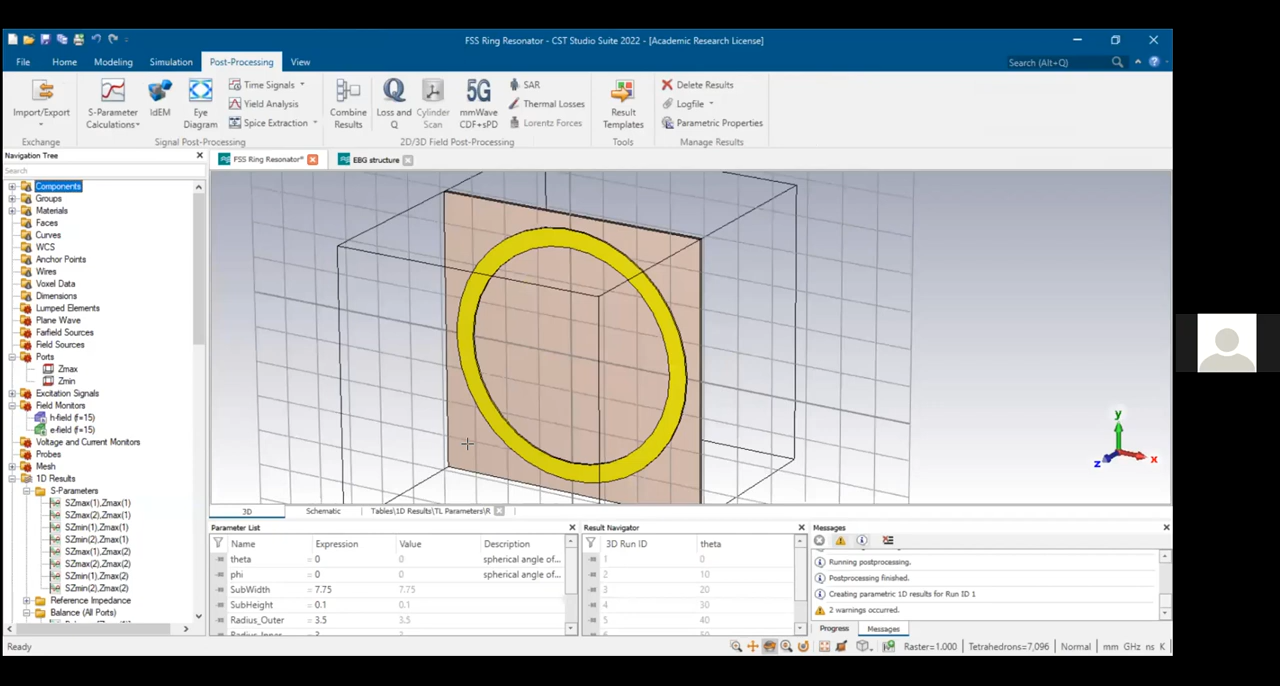 FSS Ring Resonator - CST Studio Suite 2022 - [Academic Research License]
File Home Modeling Simulation Post-Processing View Search (Alt+Q)
Import/Export
S-Parameter Calculations
IdEM
Eye Diagram
Time Signals
Yield Analysis
Spice Extraction
Combine Results
Loss and Q
Cylinder Scan
5G
mmWave CDF+sPD
SAR
Thermal Losses
Lorentz Forces
Result Templates
Delete Results
Logfile
Parametric Properties
Exchange Signal Post-Processing 2D/3D Field Post-Processing Tools Manage Results
Navigation Tree
Search
FSS Ring Resonator* EBG structure
Components
Groups
Materials
Faces
Curves
WCS
Anchor Points
Wires
Voxel Data
Dimensions
Lumped Elements
Plane Wave
Farfield Sources
Field Sources
Ports
Zmax
Zmin
Excitation Signals
Field Monitors
h-field (f=15)
e-field (f=15)
Voltage and Current Monitors
Probes
Mesh
1D Results
S-Parameters
SZmax(1),Zmax(1)
SZmax(2),Zmax(1)
SZmin(1),Zmax(1)
SZmin(2),Zmax(1)
SZmax(1),Zmax(2)
SZmax(2),Zmax(2)
SZmin(1),Zmax(2)
SZmin(2),Zmax(2)
Reference Impedance
Balance (All Ports)
y
z
x
3D Schematic Tables\1D Results\TL Parameters\R
Parameter List
Name Expression Value Description
theta = 0 0 spherical angle of...
phi = 0 0 spherical angle of...
SubWidth = 7.75 7.75
SubHeight = 0.1 0.1
Radius_Outer = 3.5 3.5
Result Navigator
3D Run ID theta
1 0
2 10
3 20
4 30
5 40
Messages
Running postprocessing.
Postprocessing finished.
Creating parametric 1D results for Run ID 1
2 warnings occurred.
Progress Messages
Ready Raster=1.000 Tetrahedrons=7,096 Normal mm GHz ns K